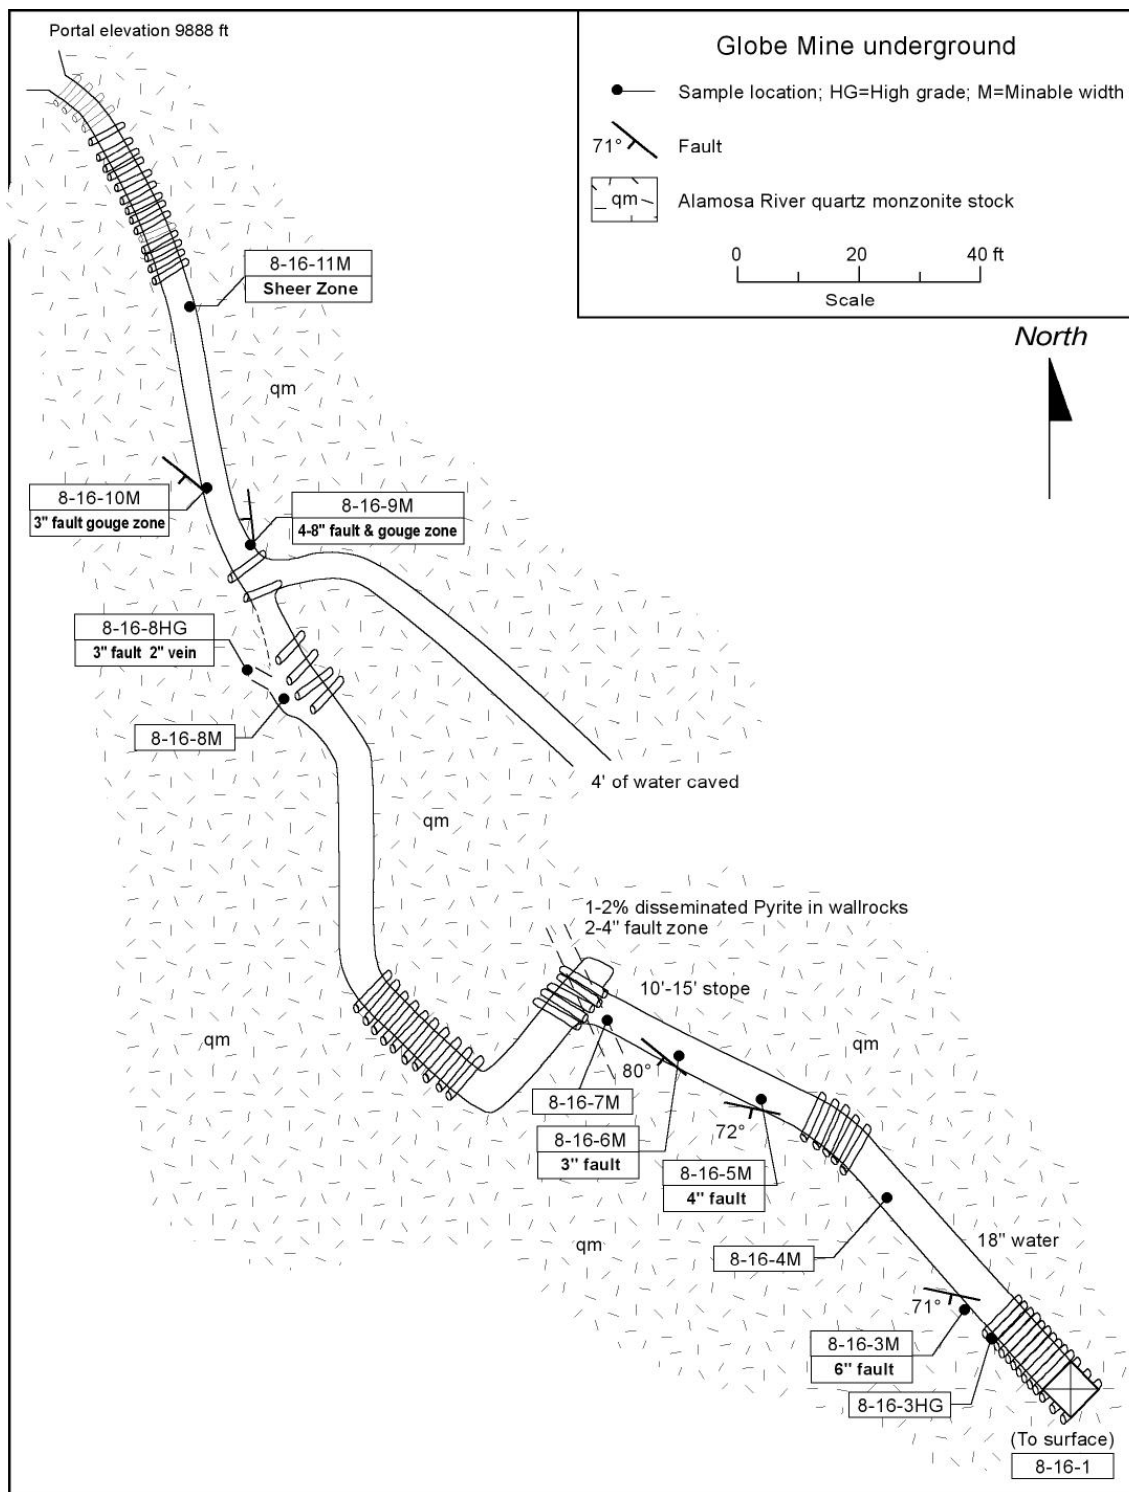 Portal elevation 9888 ft
Globe Mine underground
Sample location; HG=High grade; M=Minable width
71°
Fault
qm
Alamosa River quartz monzonite stock
0 20 40 ft
Scale
North
8-16-11M
Sheer Zone
qm
8-16-10M
3" fault gouge zone
8-16-9M
4-8" fault & gouge zone
8-16-8HG
3" fault 2" vein
8-16-8M
4' of water caved
qm
1-2% disseminated Pyrite in wallrocks
2-4" fault zone
10'-15' stope
qm
qm
80°
8-16-7M
8-16-6M
3" fault
72°
8-16-5M
4" fault
qm
8-16-4M
18" water
71°
8-16-3M
6" fault
8-16-3HG
(To surface)
8-16-1